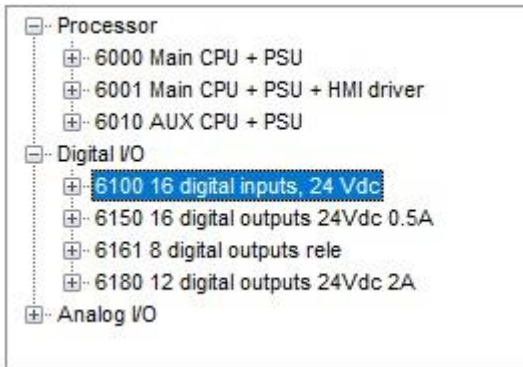 Processor
6000 Main CPU + PSU
6001 Main CPU + PSU + HMI driver
6010 AUX CPU + PSU
Digital I/O
6100 16 digital inputs, 24 Vdc
6150 16 digital outputs 24Vdc 0.5A
6161 8 digital outputs rele
6180 12 digital outputs 24Vdc 2A
Analog I/O